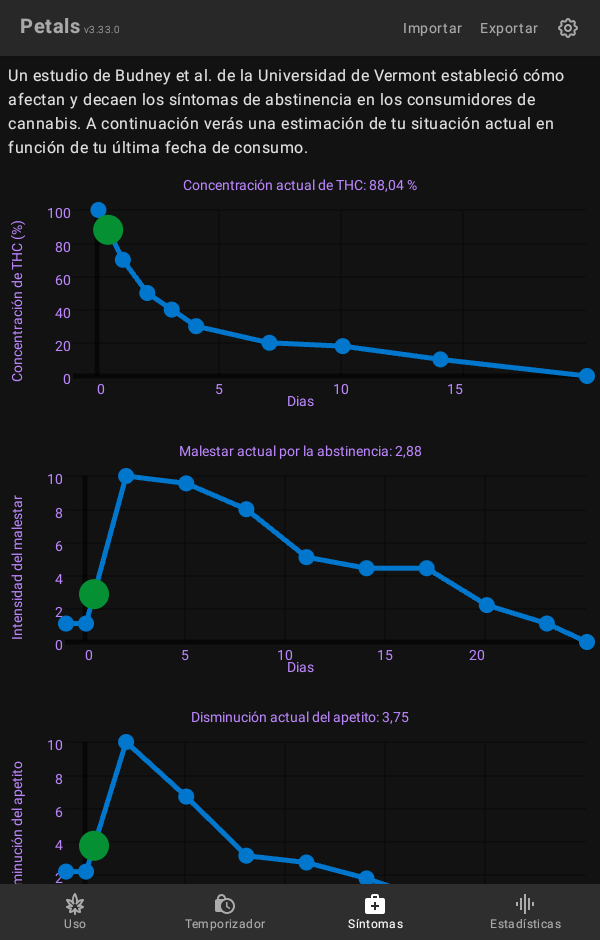 Petals v3.33.0
Importar Exportar
Un estudio de Budney et al. de la Universidad de Vermont estableció cómo
afectan y decaen los síntomas de abstinencia en los consumidores de
cannabis. A continuación verás una estimación de tu situación actual en
función de tu última fecha de consumo.
Concentración actual de THC: 88,04 %
Concentración de THC (%)
100
80
60
40
20
0
0 5 10 15
Dias
Malestar actual por la abstinencia: 2,88
Intensidad del malestar
10
8
6
4
2
0
0 5 10 15 20
Dias
Disminución actual del apetito: 3,75
minución del apetito
10
8
6
4
2
Uso Temporizador Síntomas Estadísticas